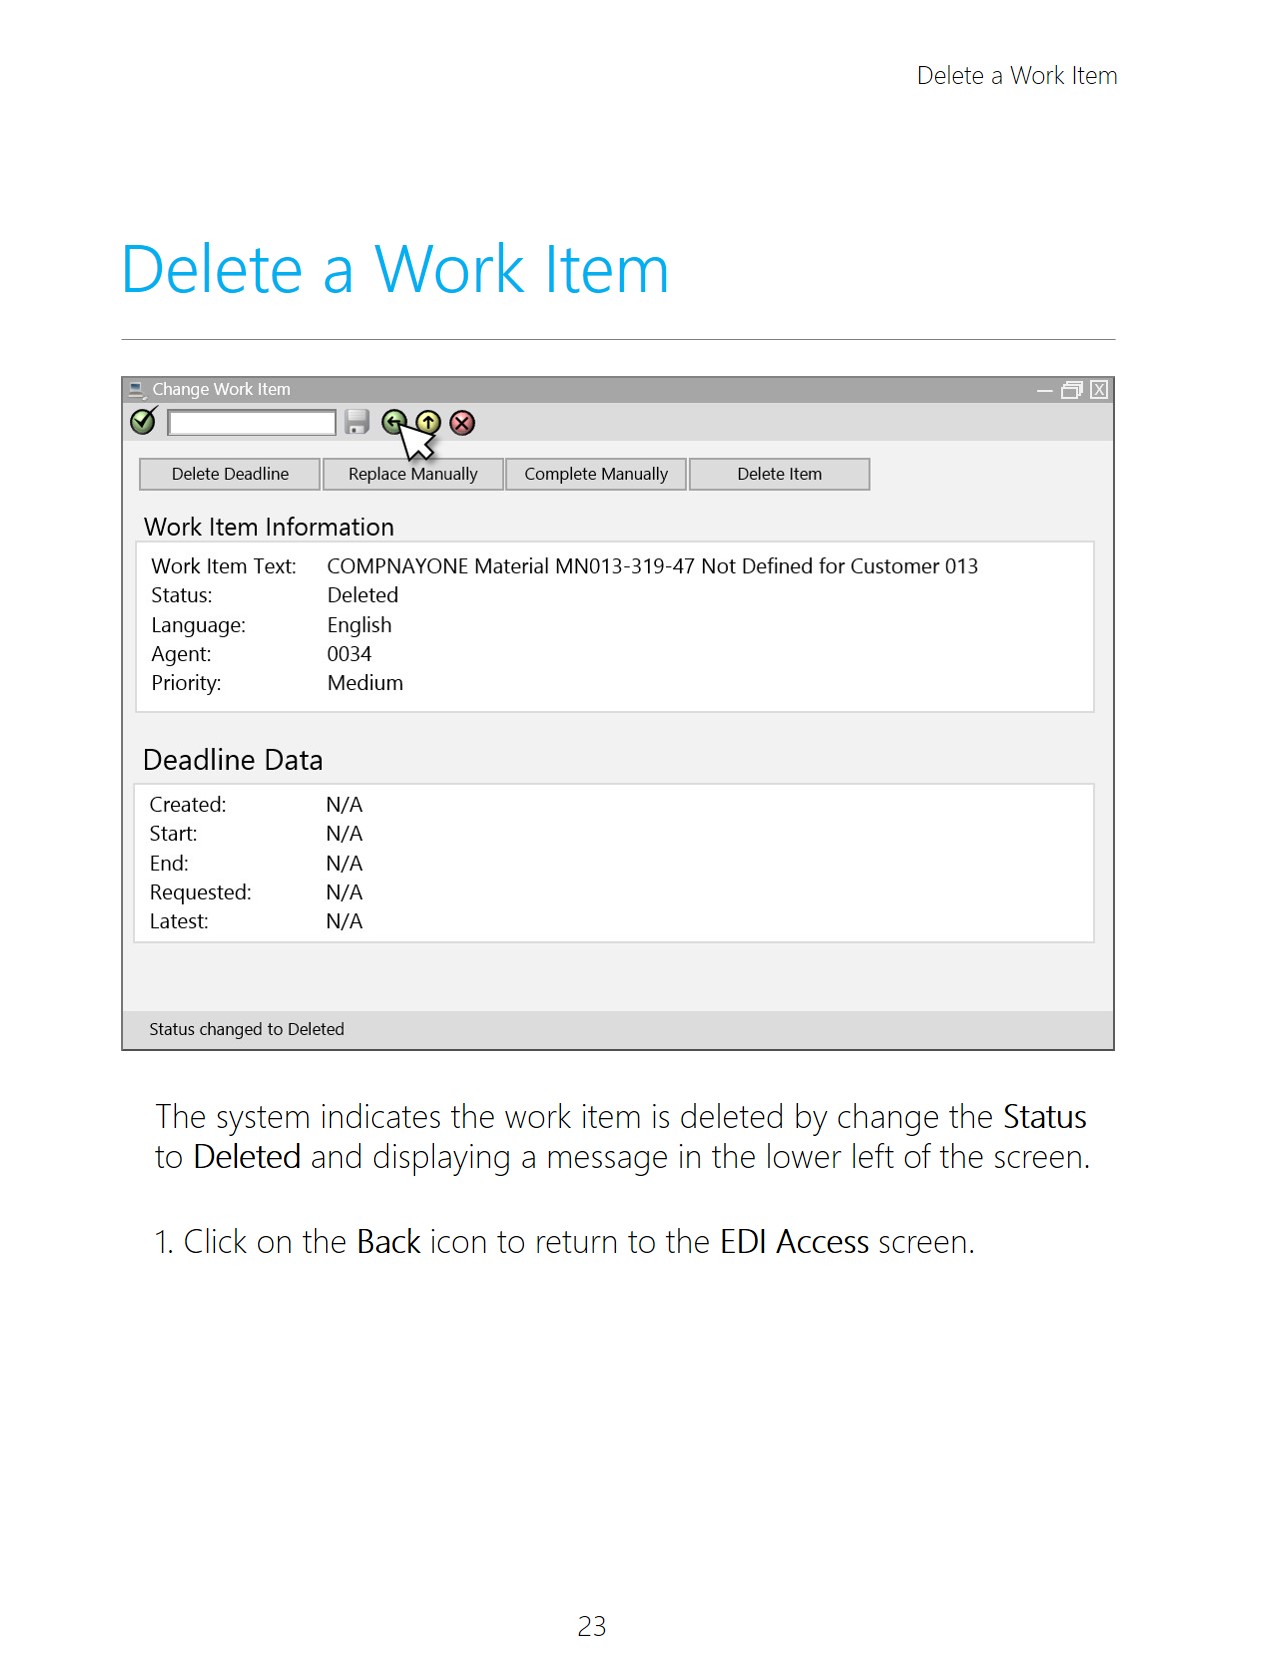 Delete a Work Item
Delete a Work Item
Change Work Item
Delete Deadline Replace Manually Complete Manually Delete Item
Work Item Information
Work Item Text: COMPNAYONE Material MN013-319-47 Not Defined for Customer 013
Status: Deleted
Language: English
Agent: 0034
Priority: Medium
Deadline Data
Created: N/A
Start: N/A
End: N/A
Requested: N/A
Latest: N/A
Status changed to Deleted
The system indicates the work item is deleted by change the Status
to Deleted and displaying a message in the lower left of the screen.
1. Click on the Back icon to return to the EDI Access screen.
23